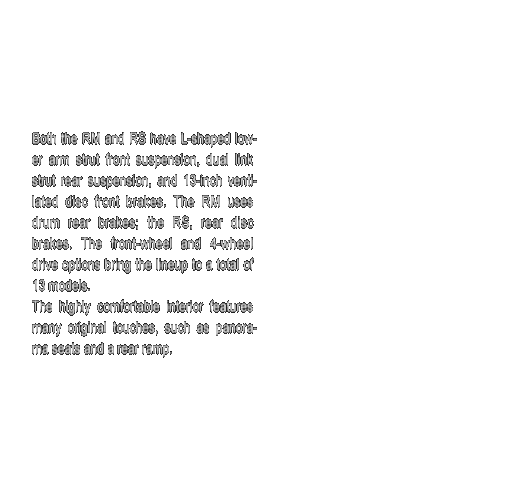 Both the RM and RS have L-shaped low-
er arm strut front suspension, dual link
strut rear suspension, and 13-inch venti-
lated disc front brakes. The RM uses
drum rear brakes; the RS, rear disc
brakes. The front-wheel and 4-wheel
drive options bring the lineup to a total of
13 models.
The highly comfortable interior features
many original touches, such as panora-
ma seats and a rear ramp.